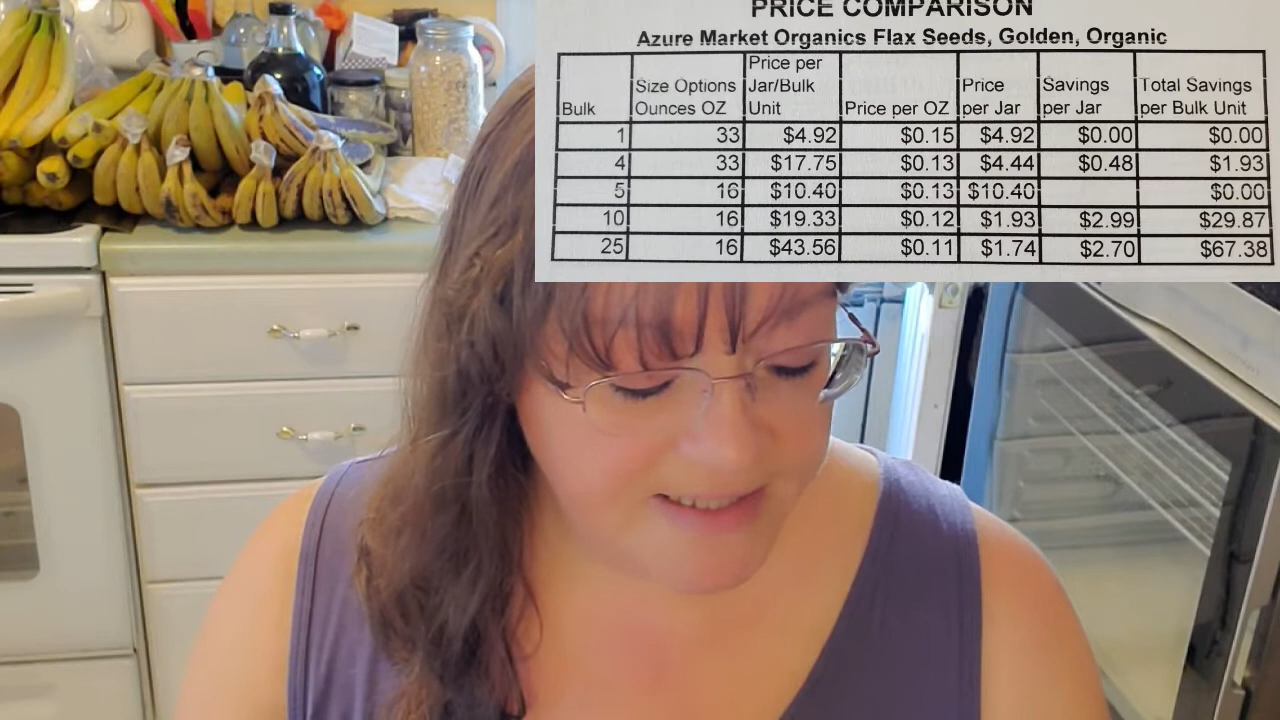 PRICE COMPARISON
Azure Market Organics Flax Seeds, Golden, Organic
Bulk Size Options Ounces OZ Price per Jar/Bulk Unit Price per OZ Price per Jar Savings per Jar Total Savings per Bulk Unit
1 33 $4.92 $0.15 $4.92 $0.00 $0.00
4 33 $17.75 $0.13 $4.44 $0.48 $1.93
5 16 $10.40 $0.13 $10.40 $0.00
10 16 $19.33 $0.12 $1.93 $2.99 $29.87
25 16 $43.56 $0.11 $1.74 $2.70 $67.38